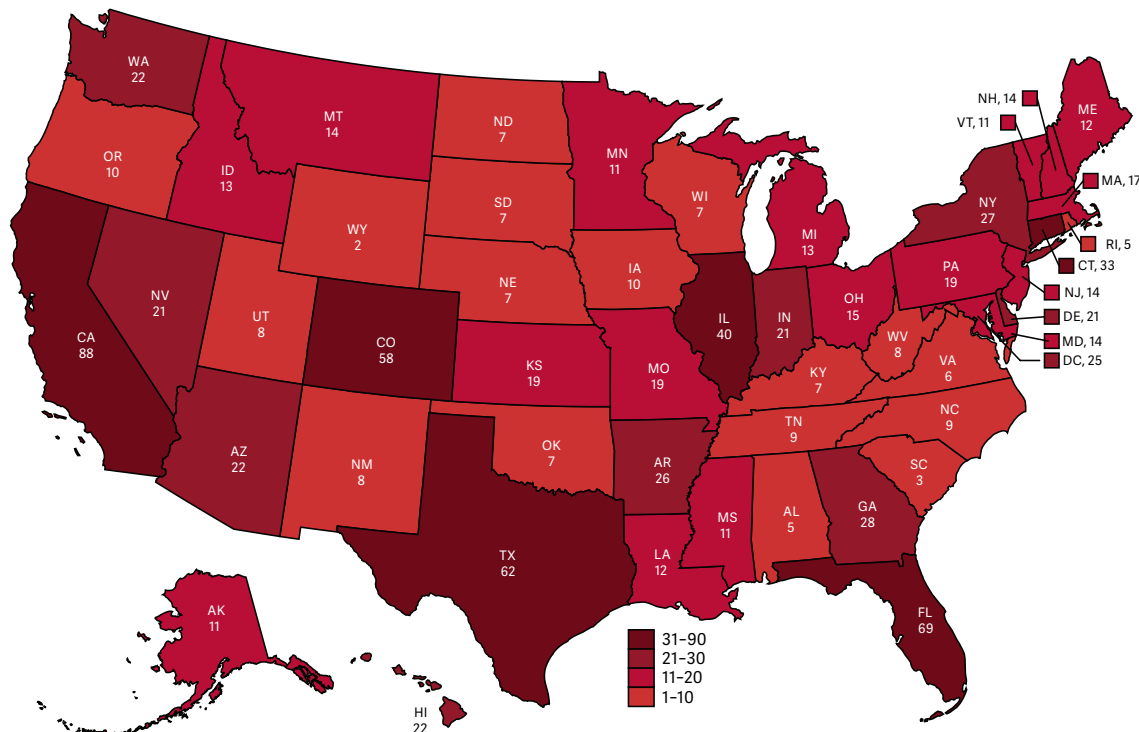 WA
22
OR
10
CA
88
NV
21
ID
13
MT
14
WY
2
UT
8
CO
58
AZ
22
NM
8
ND
7
SD
7
NE
7
KS
19
OK
7
TX
62
MN
11
IA
10
MO
19
AR
26
LA
12
WI
7
IL
40
MI
13
IN
21
OH
15
KY
7
TN
9
MS
11
AL
5
GA
28
FL
69
SC
3
NC
9
VA
6
WV
8
PA
19
NY
27
ME
12
NH, 14
VT, 11
MA, 17
RI, 5
CT, 33
NJ, 14
DE, 21
MD, 14
DC, 25
AK
11
HI
22
31–90
21–30
11–20
1–10